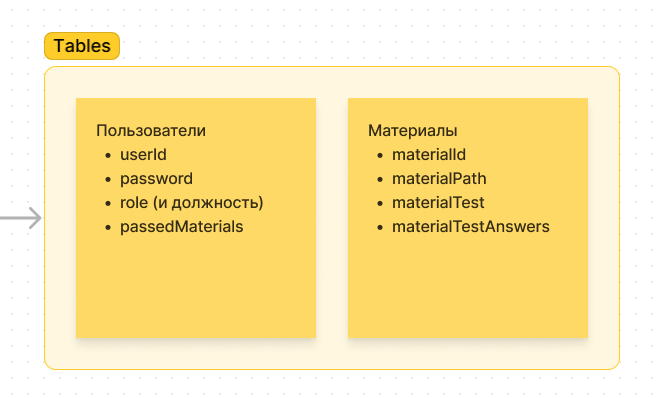 Tables
Пользователи
• userId
• password
• role (и должность)
• passedMaterials
Материалы
• materialId
• materialPath
• materialTest
• materialTestAnswers